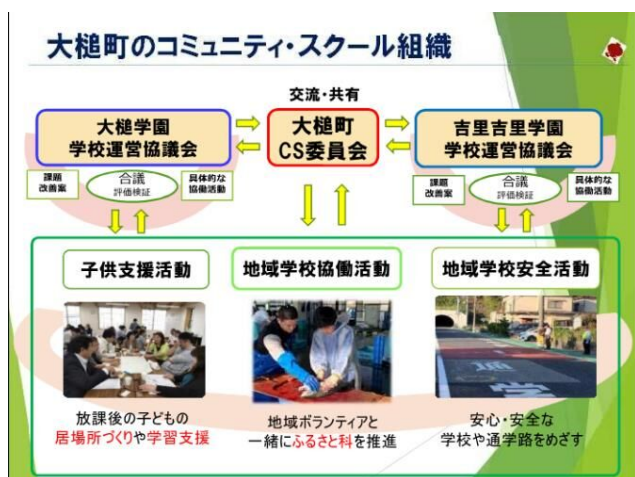 大槌町のコミュニティ・スクール組織
交流・共有
大槌学園
学校運営協議会
大槌町
CS委員会
吉里吉里学園
学校運営協議会
課題
改善案
合議
評価検証
具体的な
協働活動
課題
改善案
合議
評価検証
具体的な
協働活動
子供支援活動
地域学校協働活動
地域学校安全活動
放課後の子どもの
居場所づくりや学習支援
地域ボランティアと
一緒にふるさと科を推進
安心・安全な
学校や通学路をめざす